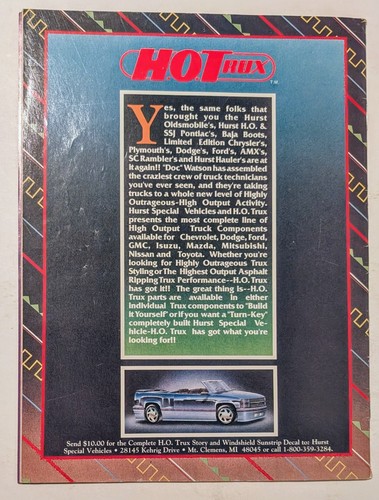 HOTRUX
TM
Yes, the same folks that
brought you the Hurst
Oldsmobile's, Hurst H.O. &
SSJ Pontiac's, Baja Boots,
Limited Edition Chrysler's,
Plymouth's, Dodge's, Ford's, AMX's,
SC Rambler's and Hurst Hauler's are at
it again!! "Doc" Watson has assembled
the craziest crew of truck technicians
you've ever seen, and they're taking
trucks to a whole new level of Highly
Outrageous-High Output Activity.
Hurst Special Vehicles and H.O. Trux
presents the most complete line of
High Output Truck Components
available for Chevrolet, Dodge, Ford,
GMC, Isuzu, Mazda, Mitsubishi,
Nissan and Toyota. Whether you're
looking for Highly Outrageous Trux
Styling or The Highest Output Asphalt
Ripping Trux Performance--H.O. Trux
has got it!! The great thing is--H.O.
Trux parts are available in either
individual Trux components to "Build
it Yourself" or if you want a "Turn-Key"
completely built Hurst Special Ve-
hicle-H.O. Trux has got what you're
looking for!!
Send $10.00 for the Complete H.O. Trux Story and Windshield Sunstrip Decal to: Hurst
Special Vehicles • 28145 Kehrig Drive • Mt. Clemens, MI 48045 or call 1-800-359-3284.